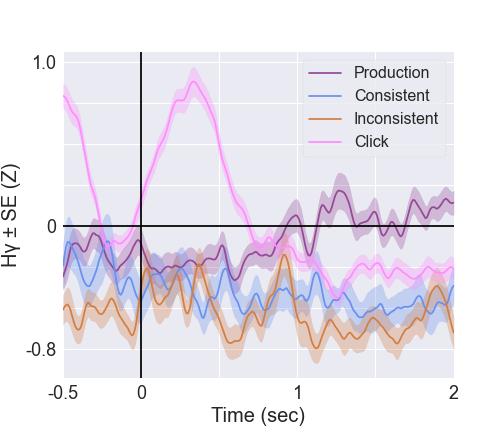 1.0
Production
Consistent
Inconsistent
Click
0
-0.8
Hγ ± SE (Z)
-0.5
0
1
2
Time (sec)